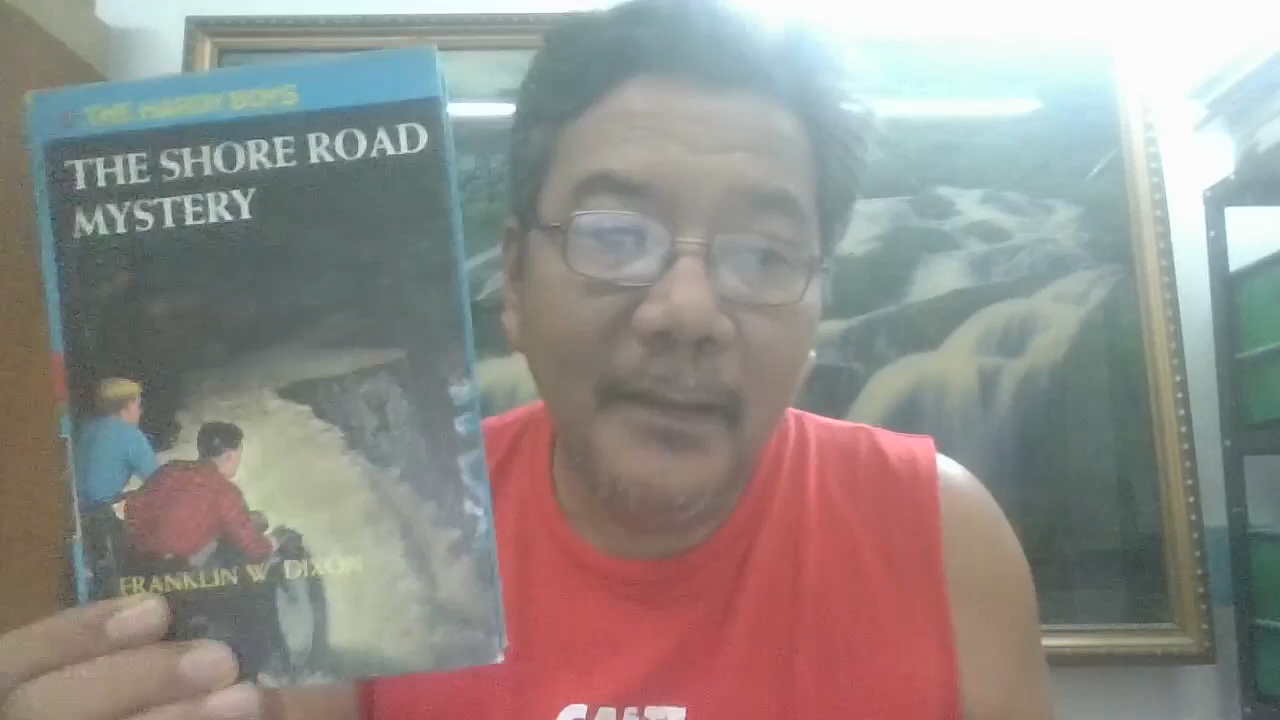 THE HARDY BOYS
THE SHORE ROAD
MYSTERY
FRANKLIN W DIXON